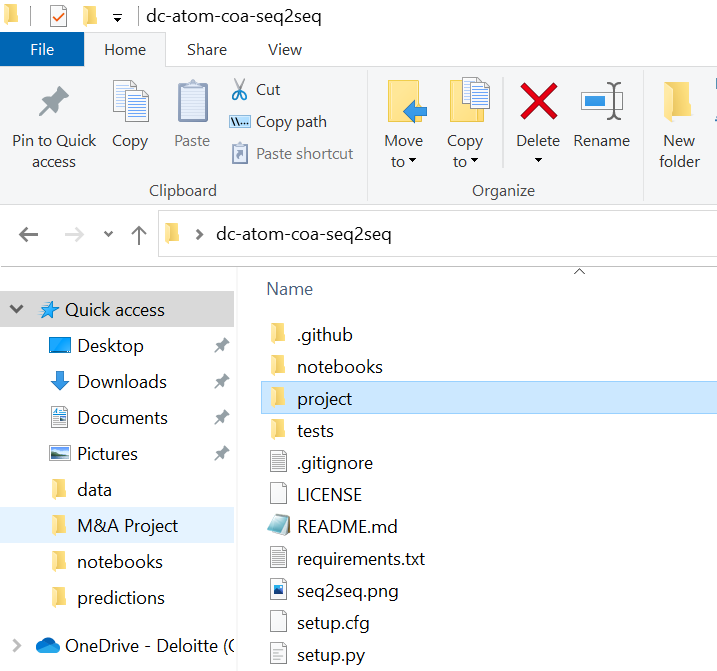 dc-atom-coa-seq2seq
File Home Share View
Pin to Quick access
Copy
Paste
Cut
Copy path
Paste shortcut
Clipboard
Move to
Copy to
Delete
Rename
Organize
New folder
dc-atom-coa-seq2seq
Quick access
Desktop
Downloads
Documents
Pictures
data
M&A Project
notebooks
predictions
OneDrive - Deloitte (
Name
.github
notebooks
project
tests
.gitignore
LICENSE
README.md
requirements.txt
seq2seq.png
setup.cfg
setup.py